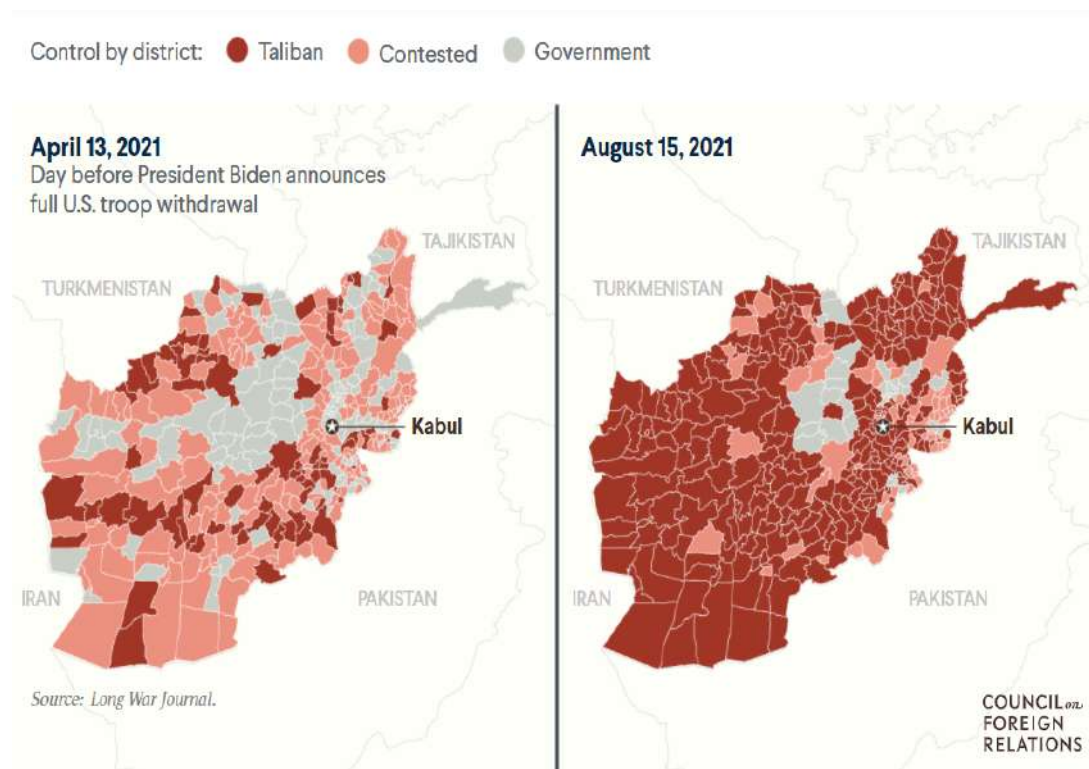 Control by district: Taliban Contested Government
April 13, 2021
Day before President Biden announces
full U.S. troop withdrawal
TAJIKISTAN
TURKMENISTAN
Kabul
IRAN
PAKISTAN
Source: Long War Journal.
August 15, 2021
TAJIKISTAN
TURKMENISTAN
Kabul
IRAN
PAKISTAN
COUNCIL on
FOREIGN
RELATIONS